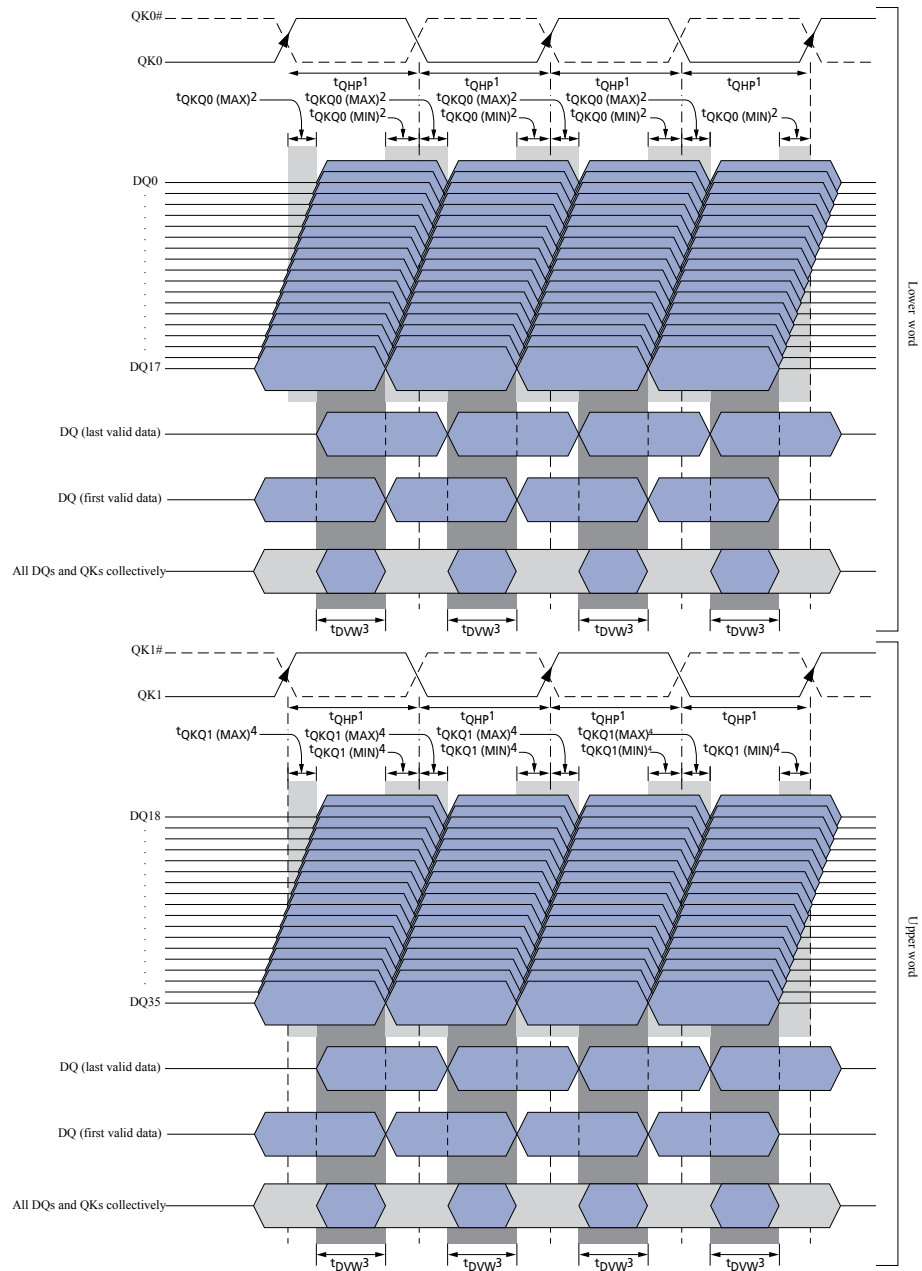 QK0#
QK0
tQHP1 tQHP1 tQHP1 tQHP1
tQKQ0 (MAX)2 tQKQ0 (MAX)2 tQKQ0 (MAX)2 tQKQ0 (MAX)2
tQKQ0 (MIN)2 tQKQ0 (MIN)2 tQKQ0 (MIN)2 tQKQ0 (MIN)2
DQ0
DQ17
Lower word
DQ (last valid data)
DQ (first valid data)
All DQs and QKs collectively
tDVW3 tDVW3 tDVW3 tDVW3
QK1#
QK1
tQHP1 tQHP1 tQHP1 tQHP1
tQKQ1 (MAX)4 tQKQ1 (MAX)4 tQKQ1 (MAX)4 tQKQ1(MAX)4
tQKQ1 (MIN)4 tQKQ1 (MIN)4 tQKQ1(MIN)4 tQKQ1 (MIN)4
DQ18
DQ35
Upper word
DQ (last valid data)
DQ (first valid data)
All DQs and QKs collectively
tDVW3 tDVW3 tDVW3 tDVW3